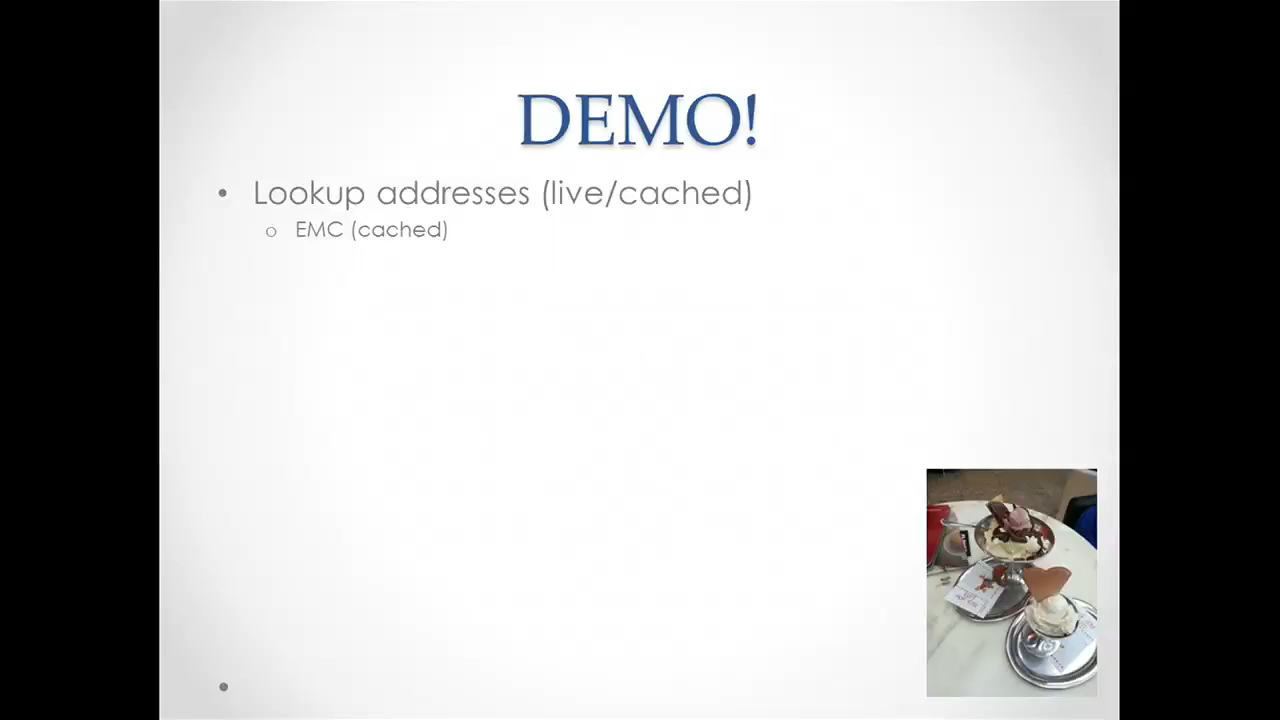 DEMO!
• Lookup addresses (live/cached)
o EMC (cached)
•